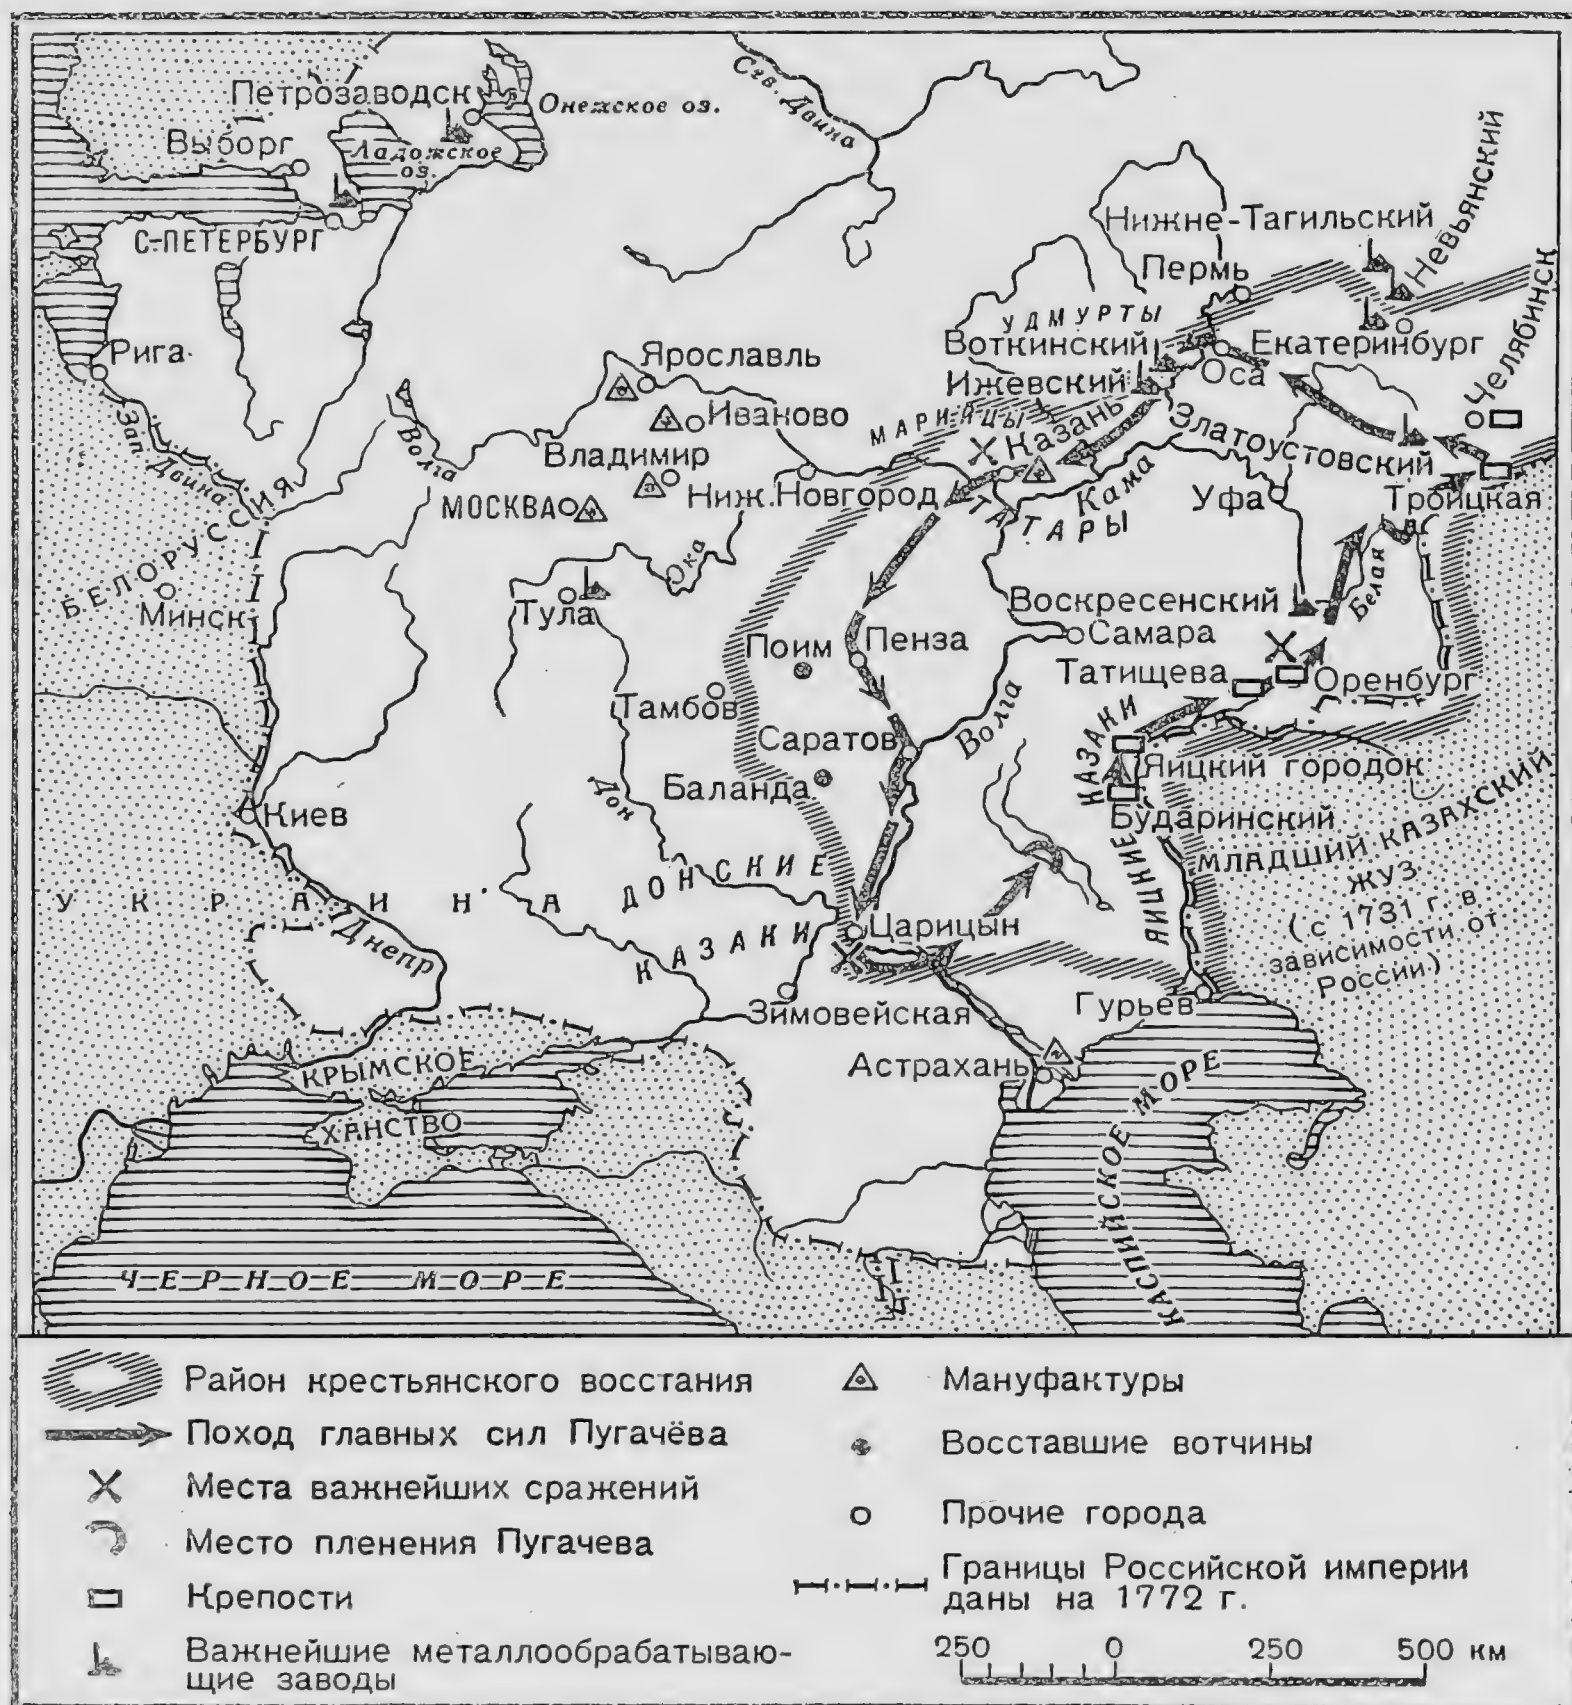 Петрозаводск
Онежское оз.
Сев. Двина
Выборг
Ладожское
оз.
С.-ПЕТЕРБУРГ
Нижне-Тагильский
Невьянский
Пермь
Челябинск
УДМУРТЫ
Воткинский
Екатеринбург
Рига
Ярославль
Ижевский
Оса
Зап. Двина
Волга
Иваново
МАРИЙЦЫ
Казань
Златоустовский
Владимир
МОСКВА
Ниж. Новгород
ТАТАРЫ
Кама
Уфа
Троицкая
БЕЛОРУССИЯ
Минск
Ока
Тула
Воскресенский
Белая
Самара
Поим
Пенза
Татищева
Оренбург
Тамбов
Волга
КАЗАКИ
Саратов
Яицкий городок
Баланда
Дон
Киев
Бударинский
ЯИЦКИЕ
МЛАДШИЙ КАЗАХСКИЙ
ЖУЗ
(с 1731 г. в
зависимости от
России.)
УКРАИНА
ДОНСКИЕ
КАЗАКИ
Днепр
Царицын
Зимовейская
Гурьев
Астрахань
КРЫМСКОЕ
ХАНСТВО
КАСПИЙСКОЕ МОРЕ
ЧЕРНОЕ МОРЕ
Район крестьянского восстания
Поход главных сил Пугачёва
Места важнейших сражений
Место пленения Пугачева
Крепости
Важнейшие металлообрабатываю-
щие заводы
Мануфактуры
Восставшие вотчины
Прочие города
Границы Российской империи
даны на 1772 г.
250 0 250 500 км